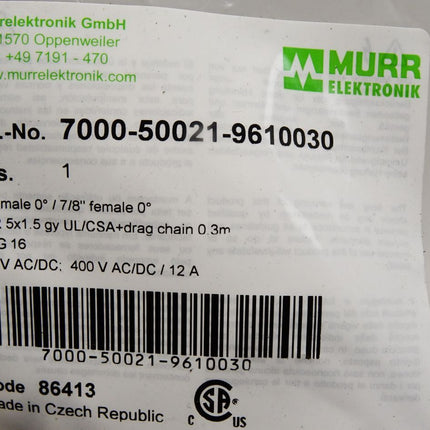 rrelektronik GmbH
1570 Oppenweiler
+49 7191 - 470
www.murrelektronik.com
MURR
ELEKTRONIK
.-No. 7000-50021-9610030
s. 1
male 0° / 7/8" female 0°
5x1.5 gy UL/CSA+drag chain 0.3m
G 16
V AC/DC; 400 V AC/DC / 12 A
7000-50021-9610030
ode 86413
ade in Czech Republic
CSA
C US